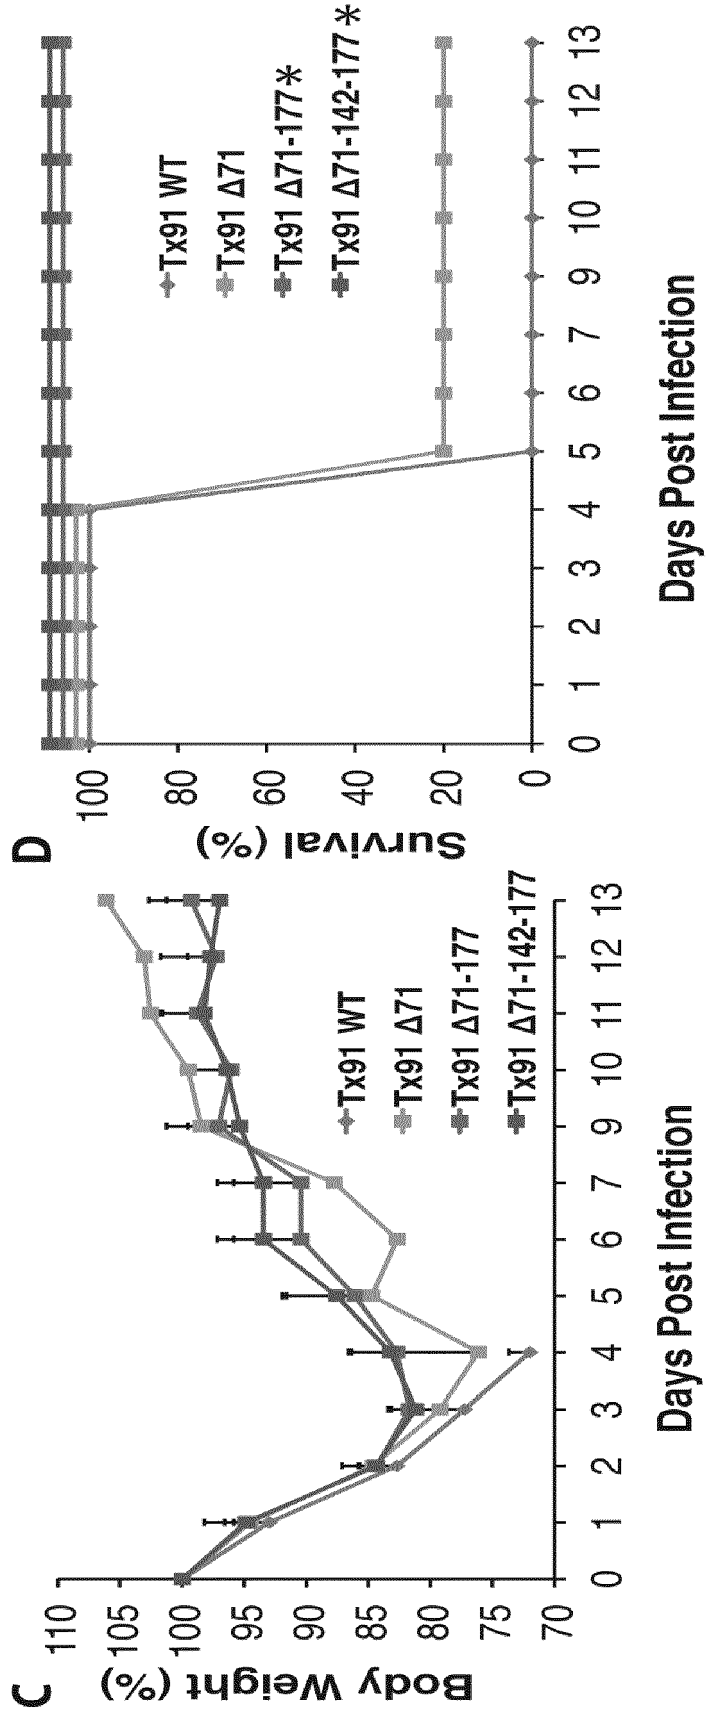 C
Body Weight (%)
110
105
100
95
90
85
80
75
70
0 1 2 3 4 5 6 7 9 10 11 12 13
Days Post Infection
Tx91 WT
Tx91 Δ71
Tx91 Δ71-177
Tx91 Δ71-142-177
D
Survival (%)
100
80
60
40
20
0
0 1 2 3 4 5 6 7 9 10 11 12 13
Days Post Infection
Tx91 WT
Tx91 Δ71
Tx91 Δ71-177*
Tx91 Δ71-142-177 *